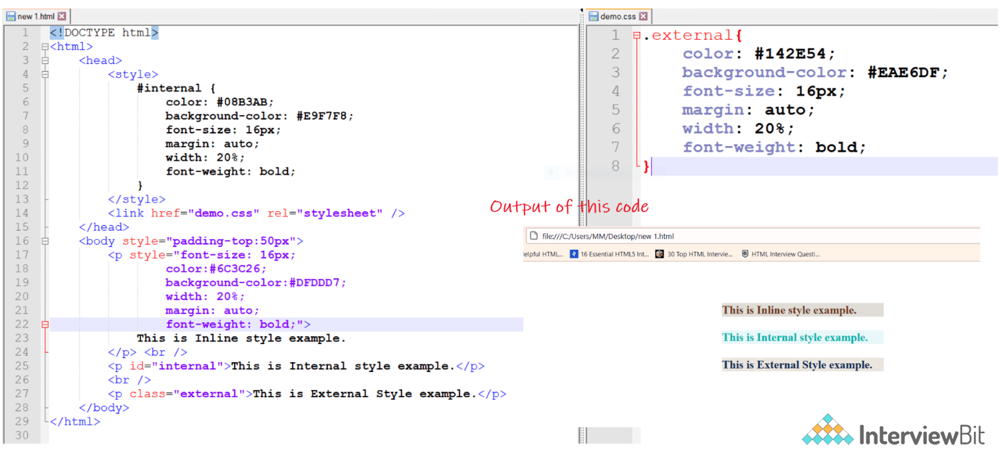 new 1.html
1 <!DOCTYPE html>
2 <html>
3 <head>
4 <style>
5 #internal {
6 color: #08B3AB;
7 background-color: #E9F7F8;
8 font-size: 16px;
9 margin: auto;
10 width: 20%;
11 font-weight: bold;
12 }
13 </style>
14 <link href="demo.css" rel="stylesheet" />
15 </head>
16 <body style="padding-top:50px">
17 <p style="font-size: 16px;
18 color:#6C3C26;
19 background-color:#DFDDD7;
20 width: 20%;
21 margin: auto;
22 font-weight: bold;">
23 This is Inline style example.
24 </p> <br />
25 <p id="internal">This is Internal style example.</p>
26 <br />
27 <p class="external">This is External Style example.</p>
28 </body>
29 </html>
30
demo.css
1 .external{
2 color: #142E54;
3 background-color: #EAE6DF;
4 font-size: 16px;
5 margin: auto;
6 width: 20%;
7 font-weight: bold;
8 }
Output of this code
file:///C:/Users/MM/Desktop/new 1.html
elpful HTML... 16 Essential HTML5 Int... 30 Top HTML Intervie... HTML Interview Questi...
This is Inline style example.
This is Internal style example.
This is External Style example.
InterviewBit